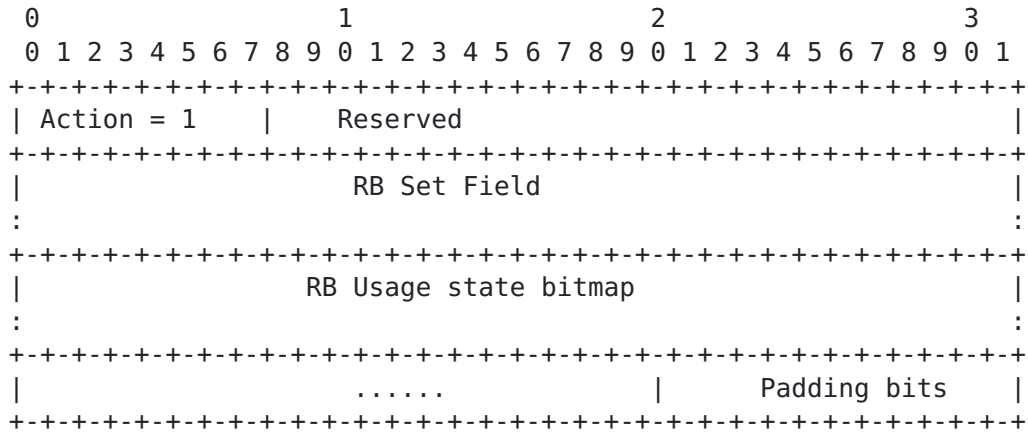 0                   1                   2                   3
 0 1 2 3 4 5 6 7 8 9 0 1 2 3 4 5 6 7 8 9 0 1 2 3 4 5 6 7 8 9 0 1
+-+-+-+-+-+-+-+-+-+-+-+-+-+-+-+-+-+-+-+-+-+-+-+-+-+-+-+-+-+-+-+-+
| Action = 1    |    Reserved                                   |
+-+-+-+-+-+-+-+-+-+-+-+-+-+-+-+-+-+-+-+-+-+-+-+-+-+-+-+-+-+-+-+-+
|                     RB Set Field                              |
:                                                               :
+-+-+-+-+-+-+-+-+-+-+-+-+-+-+-+-+-+-+-+-+-+-+-+-+-+-+-+-+-+-+-+-+
|                  RB Usage state bitmap                        |
:                                                               :
+-+-+-+-+-+-+-+-+-+-+-+-+-+-+-+-+-+-+-+-+-+-+-+-+-+-+-+-+-+-+-+-+
|                     ......            |      Padding bits     |
+-+-+-+-+-+-+-+-+-+-+-+-+-+-+-+-+-+-+-+-+-+-+-+-+-+-+-+-+-+-+-+-+